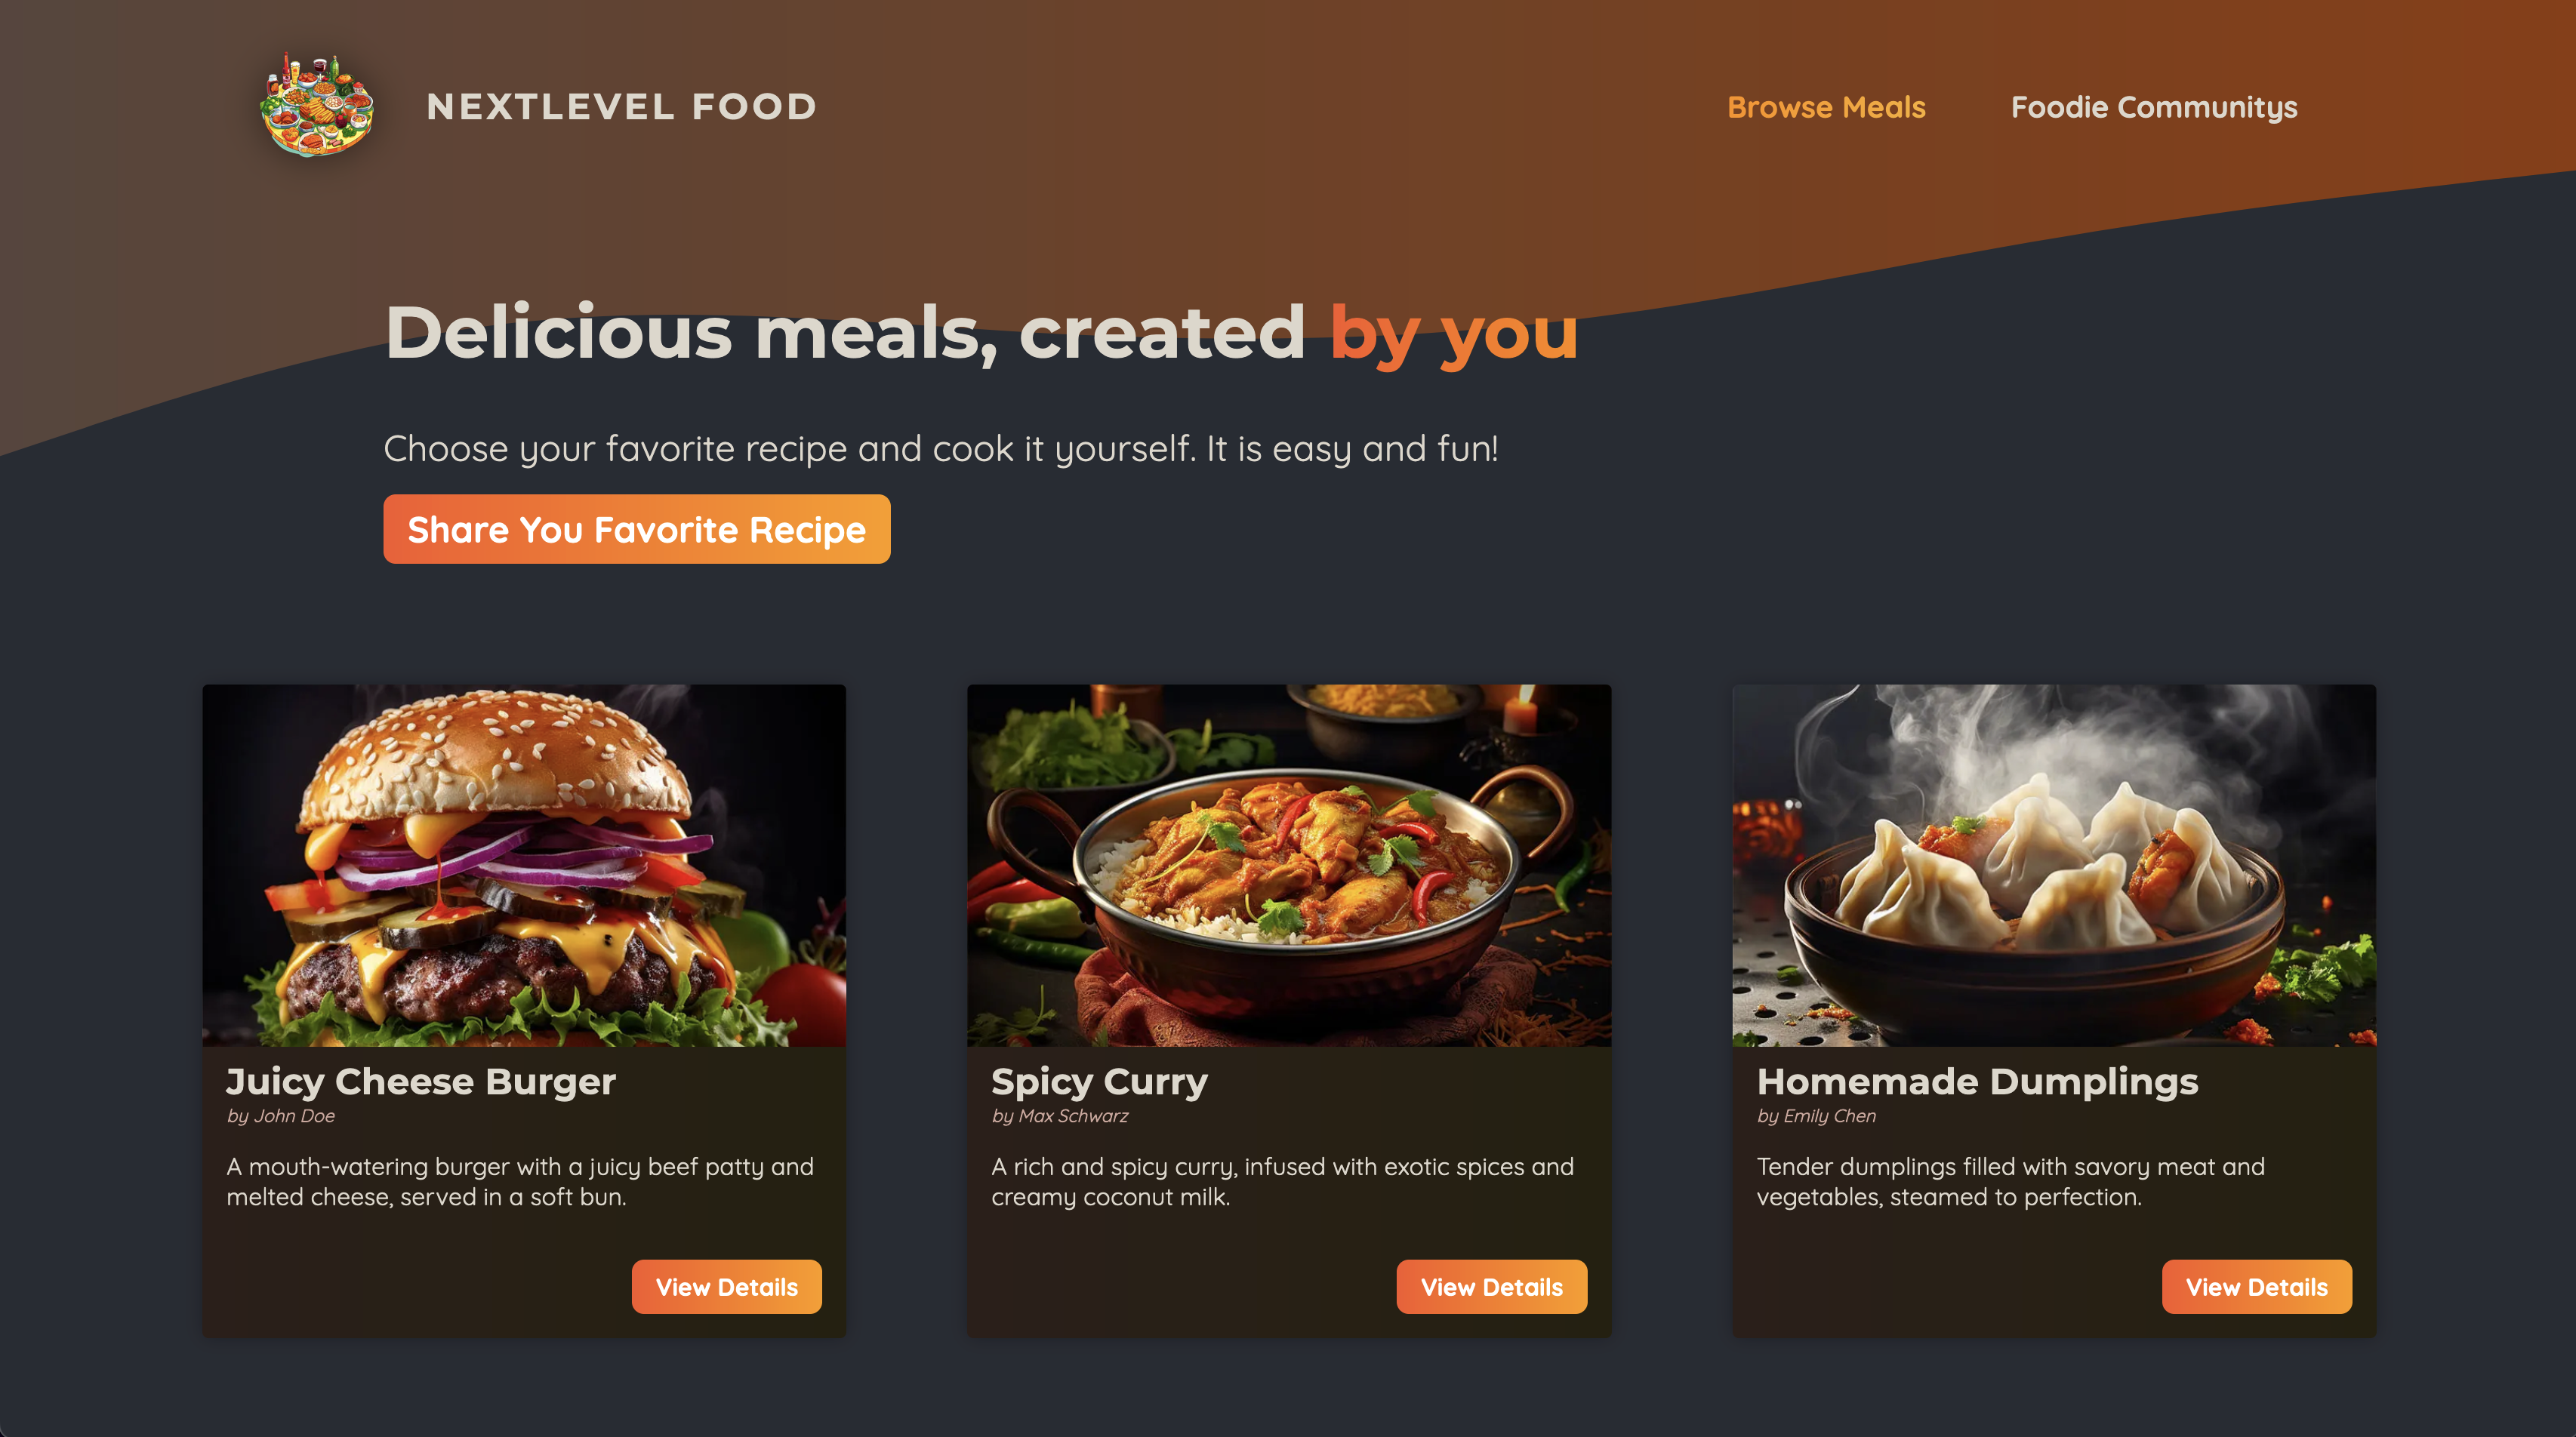 NEXTLEVEL FOOD
Browse Meals
Foodie Communitys
Delicious meals, created by you
Choose your favorite recipe and cook it yourself. It is easy and fun!
Share You Favorite Recipe
Juicy Cheese Burger
by John Doe
A mouth-watering burger with a juicy beef patty and
melted cheese, served in a soft bun.
View Details
Spicy Curry
by Max Schwarz
A rich and spicy curry, infused with exotic spices and
creamy coconut milk.
View Details
Homemade Dumplings
by Emily Chen
Tender dumplings filled with savory meat and
vegetables, steamed to perfection.
View Details